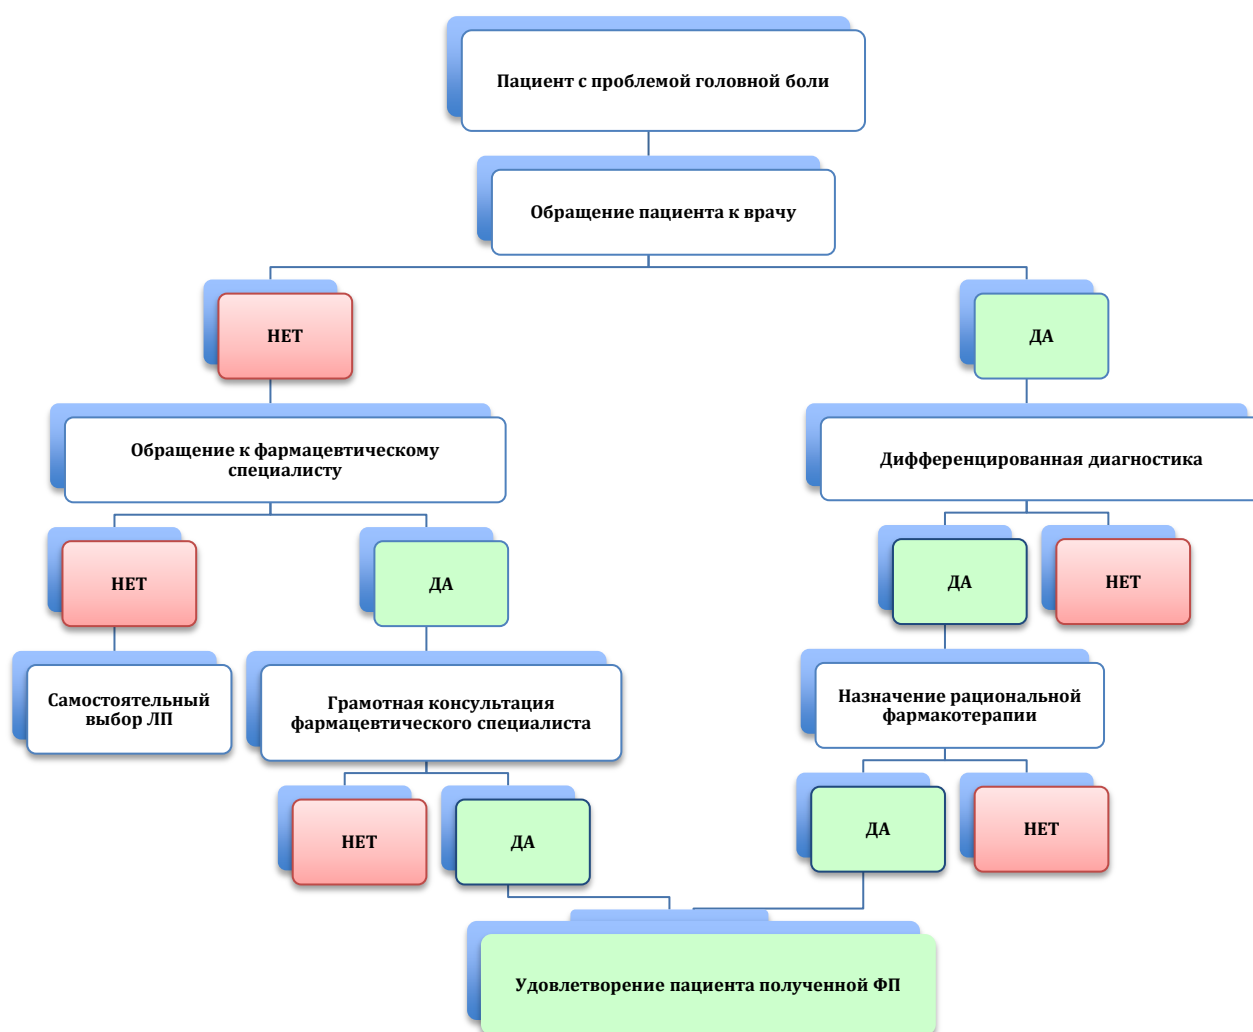 Пациент с проблемой головной боли
Обращение пациента к врачу
НЕТ
ДА
Обращение к фармацевтическому
специалисту
Дифференцированная диагностика
НЕТ
ДА
ДА
НЕТ
Самостоятельный
выбор ЛП
Грамотная консультация
фармацевтического специалиста
Назначение рациональной
фармакотерапии
НЕТ
ДА
ДА
НЕТ
Удовлетворение пациента полученной ФП